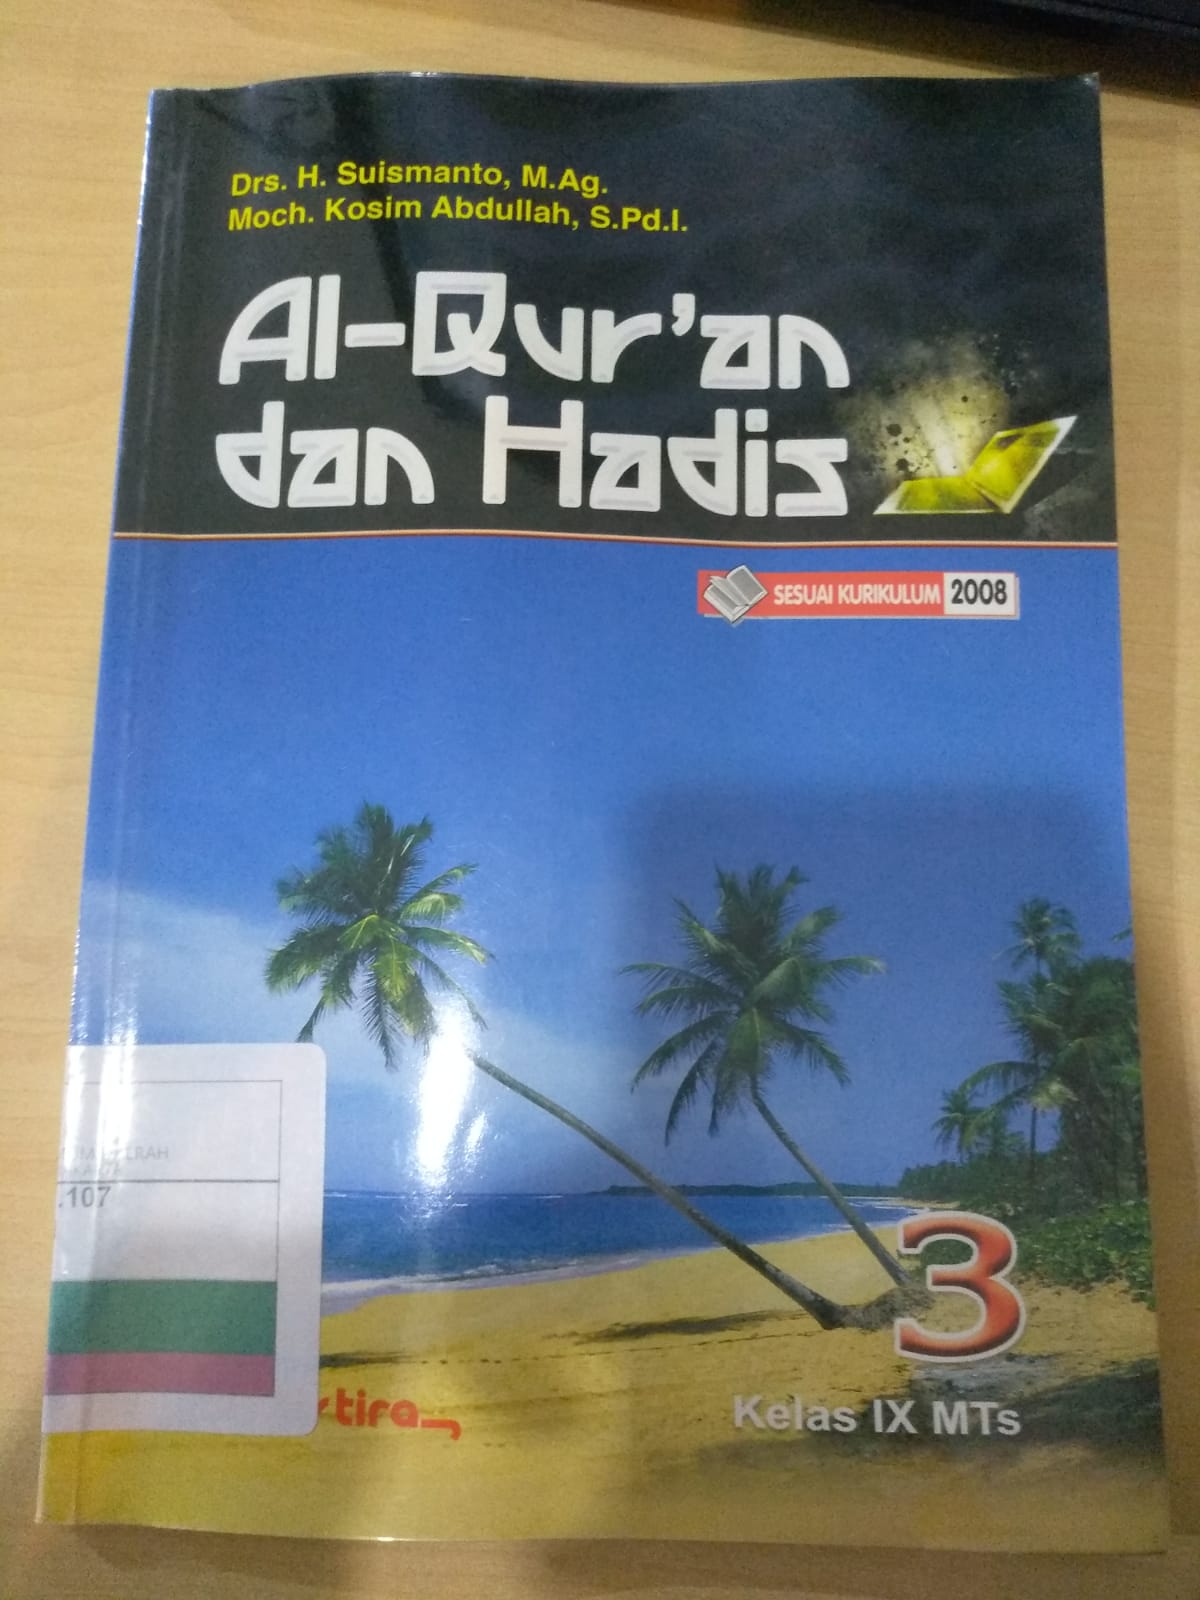 Drs. H. Suismanto, M.Ag.
Moch. Kosim Abdullah, S.Pd.I.
Al-Qur'an
dan Hadis
SESUAI KURIKULUM 2008
.107
3
Kelas IX MTs